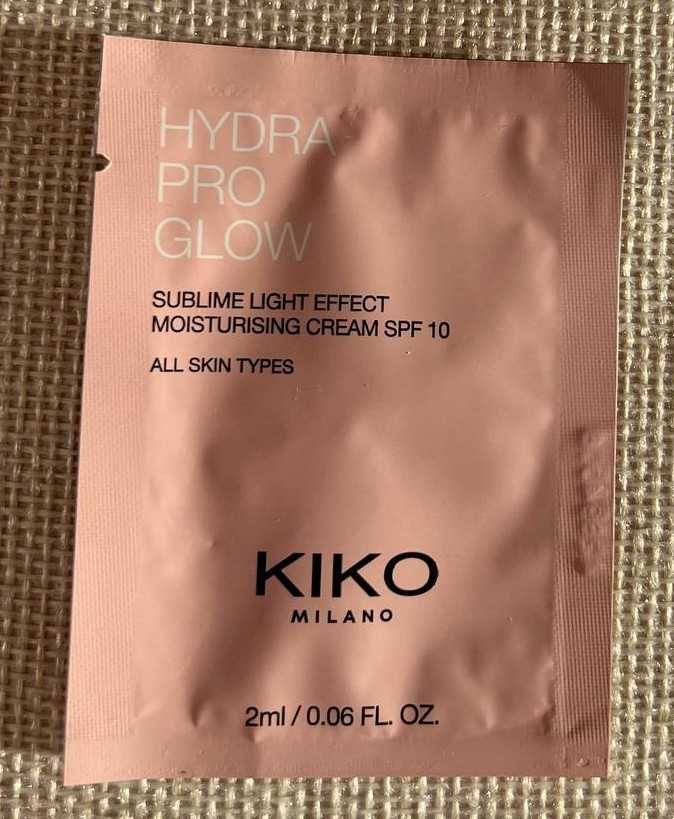 HYDRA
PRO
GLOW
SUBLIME LIGHT EFFECT
MOISTURISING CREAM SPF 10
ALL SKIN TYPES
KIKO
MILANO
2ml / 0.06 FL. OZ.